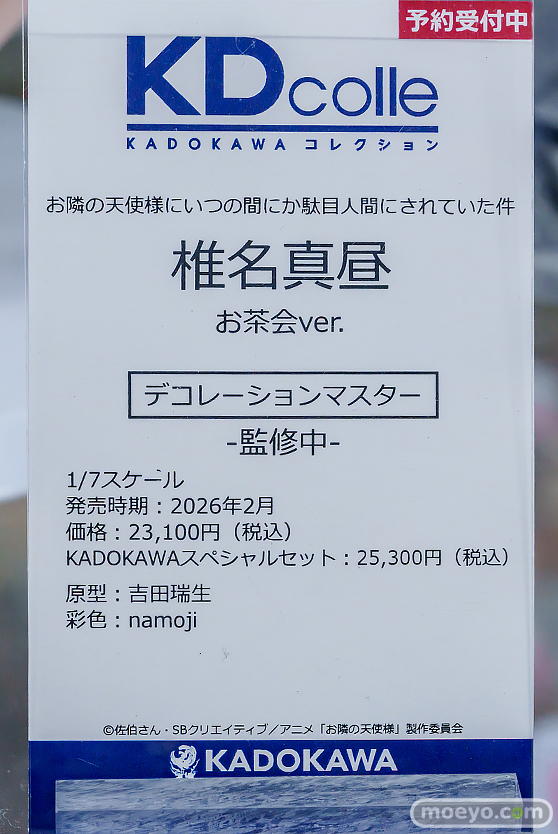 予約受付中
KDcolle
KADOKAWA コレクション
お隣の天使様にいつの間にか駄目人間にされていた件
椎名真昼
お茶会ver.
デコレーションマスター
-監修中-
1/7スケール
発売時期：2026年2月
価格：23,100円（税込）
KADOKAWAスペシャルセット：25,300円（税込）
原型：吉田瑞生
彩色：namoji
©佐伯さん・SBクリエイティブ／アニメ「お隣の天使様」製作委員会
KADOKAWA
moeyo.com